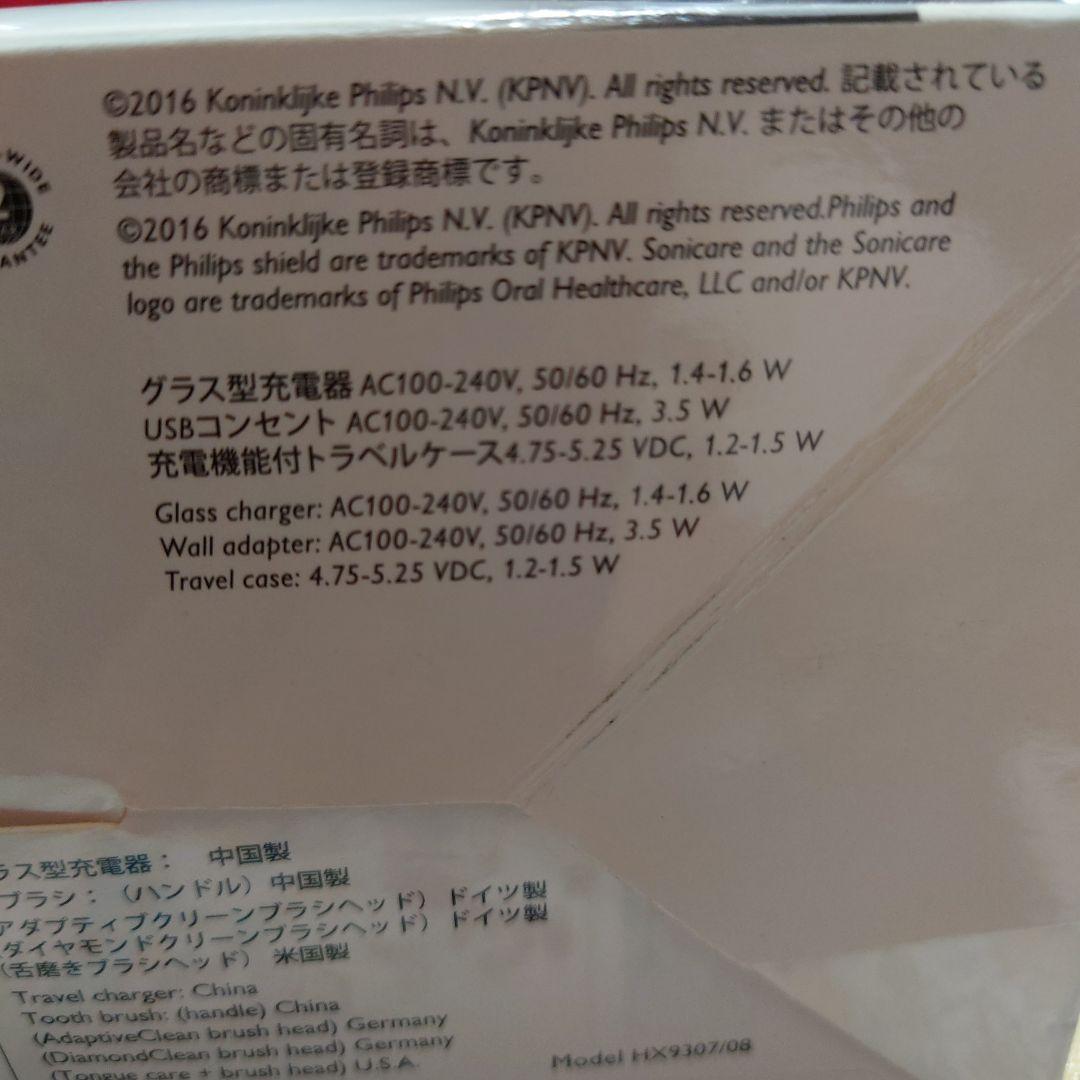 ©2016 Koninklijke Philips N.V. (KPNV). All rights reserved. 記載されている
製品名などの固有名詞は、Koninklijke Philips N.V. またはその他の
会社の商標または登録商標です。
©2016 Koninklijke Philips N.V. (KPNV). All rights reserved.Philips and
the Philips shield are trademarks of KPNV. Sonicare and the Sonicare
logo are trademarks of Philips Oral Healthcare, LLC and/or KPNV.
グラス型充電器 AC100-240V, 50/60 Hz, 1.4-1.6 W
USBコンセント AC100-240V, 50/60 Hz, 3.5 W
充電機能付トラベルケース4.75-5.25 VDC, 1.2-1.5 W
Glass charger: AC100-240V, 50/60 Hz, 1.4-1.6 W
Wall adapter: AC100-240V, 50/60 Hz, 3.5 W
Travel case: 4.75-5.25 VDC, 1.2-1.5 W
ラス型充電器： 中国製
ブラシ：（ハンドル）中国製
アダプティブクリーンブラシヘッド）ドイツ製
ダイヤモンドクリーンブラシヘッド）ドイツ製
（舌磨きブラシヘッド） 米国製
Travel charger: China
Tooth brush: (handle) China
(AdaptiveClean brush head) Germany
(DiamondClean brush head) Germany
(Tongue care + brush head) U.S.A.
Model HX9307/08